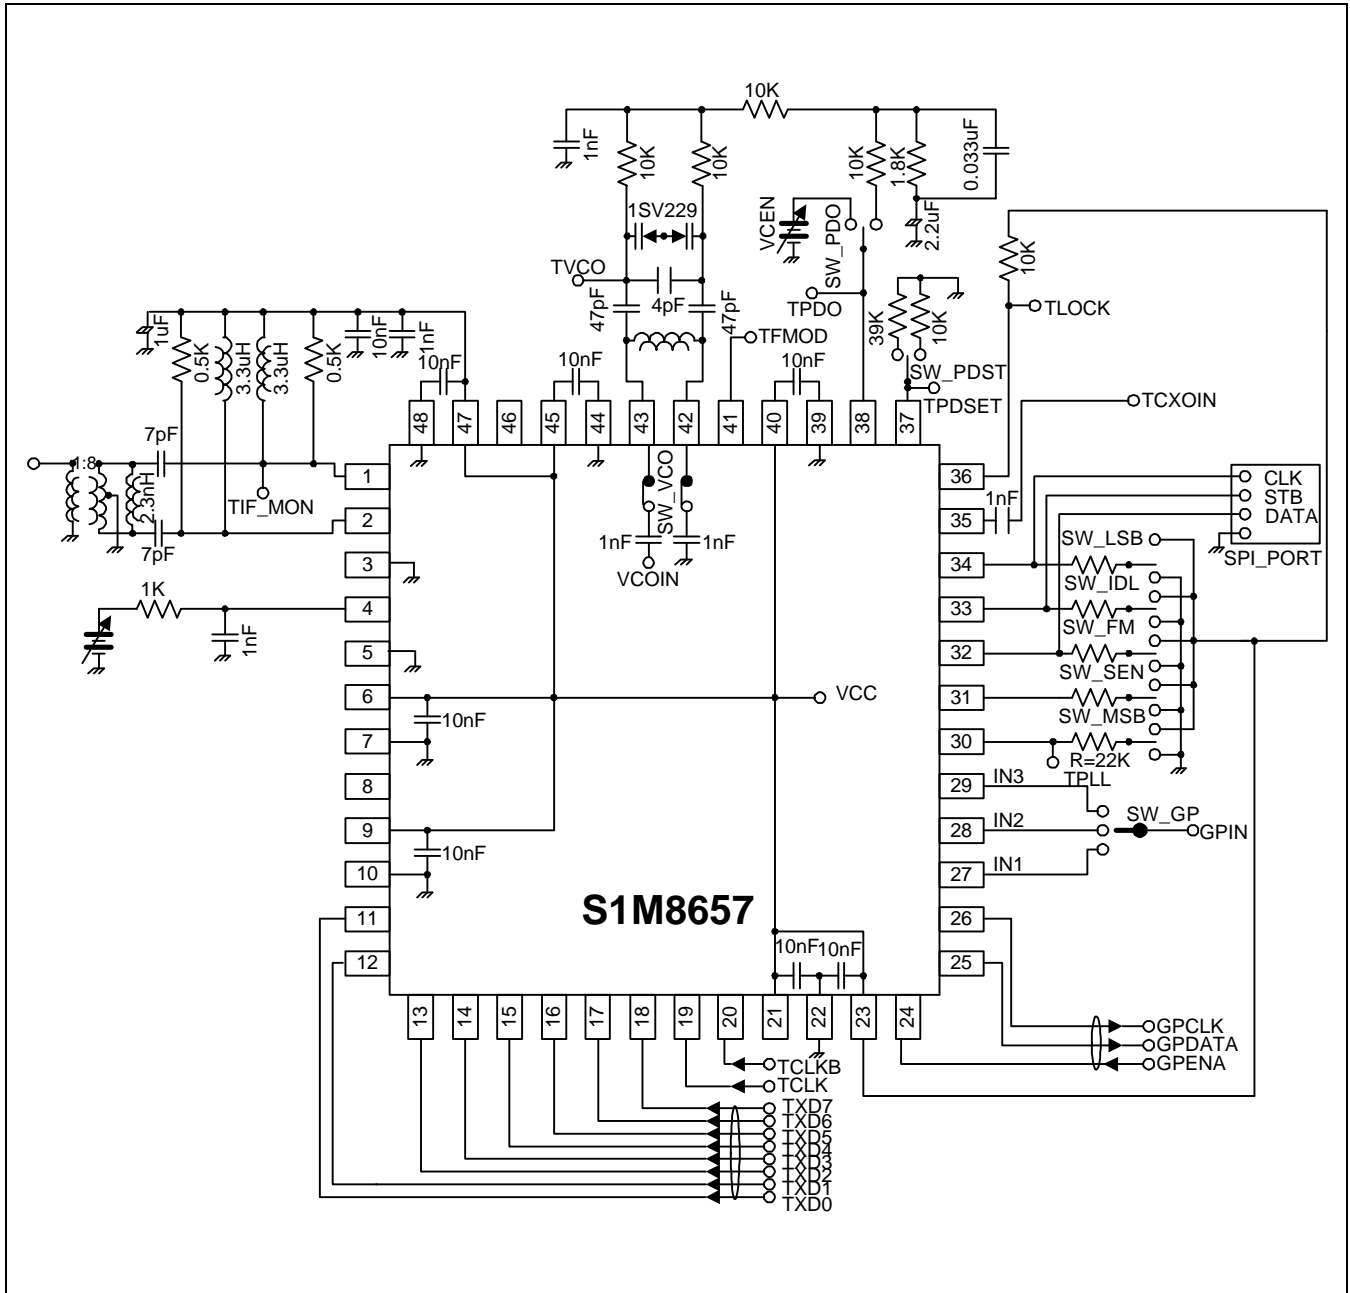 10K
1nF
10K
10K
10K
1.8K
0.033uF
1SV229
VCEN
SW_PDO
2.2uF
10K
TVCO
4pF
47pF
47pF
TPDO
TLOCK
39K
10K
TFMOD
1uF
0.5K
3.3uH
3.3uH
0.5K
10nF
1nF
10nF
10nF
10nF
SW_PDST
TPDSET
TCXOIN
48
47
46
45
44
43
42
41
40
39
38
37
7pF
1:8
2.3nH
TIF_MON
7pF
SW_VCO
1nF
1nF
VCOIN
1K
1nF
1
2
3
4
5
6
7
8
9
10
11
12
10nF
10nF
VCC
S1M8657
10nF
10nF
36
35
34
33
32
31
30
29
28
27
26
25
1nF
CLK
STB
DATA
SPI_PORT
SW_LSB
SW_IDL
SW_FM
SW_SEN
SW_MSB
R=22K
TPLL
IN3
IN2
IN1
SW_GP
GPIN
13
14
15
16
17
18
19
20
21
22
23
24
GPCLK
GPDATA
GPENA
TCLKB
TCLK
TXD7
TXD6
TXD5
TXD4
TXD3
TXD2
TXD1
TXD0